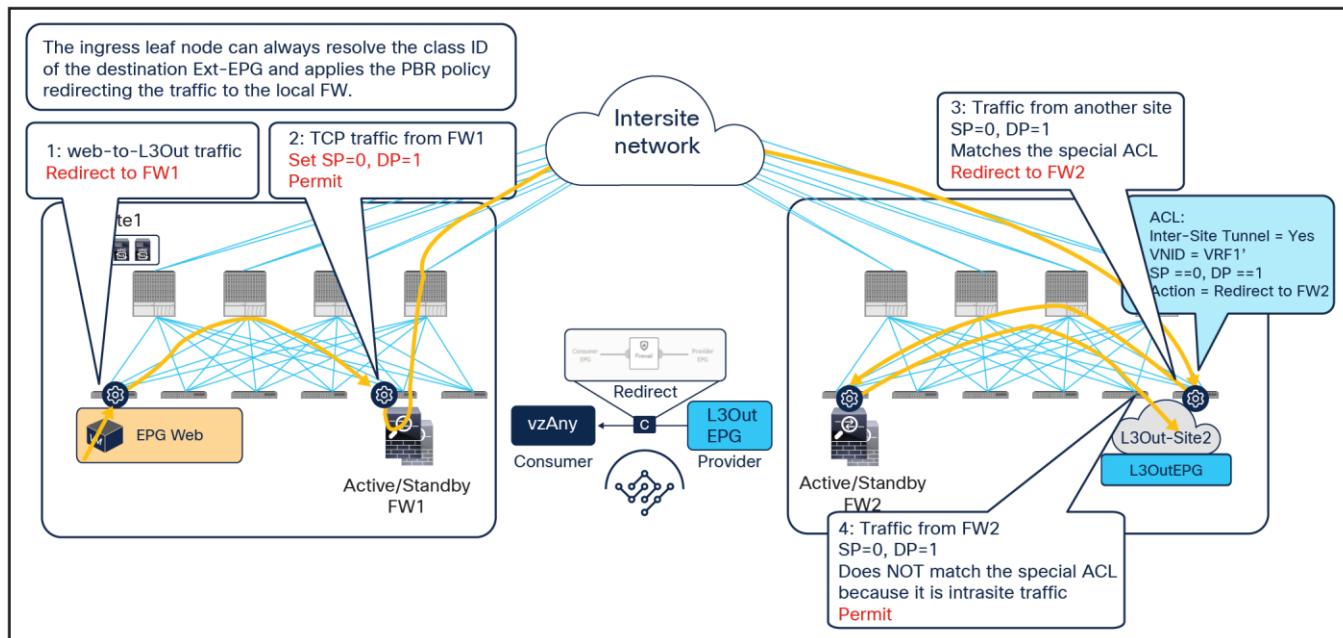 The ingress leaf node can always resolve the class ID
of the destination Ext-EPG and applies the PBR policy
redirecting the traffic to the local FW.
1: web-to-L3Out traffic
Redirect to FW1
2: TCP traffic from FW1
Set SP=0, DP=1
Permit
Intersite
network
3: Traffic from another site
SP=0, DP=1
Matches the special ACL
Redirect to FW2
te1
ACL:
Inter-Site Tunnel = Yes
VNID = VRF1’
SP ==0, DP ==1
Action = Redirect to FW2
Consumer
EPG
Firewall
Provider
EPG
Redirect
EPG Web
vzAny
C
L3Out
EPG
Consumer
Provider
Active/Standby
FW1
Active/Standby
FW2
L3Out-Site2
L3OutEPG
4: Traffic from FW2
SP=0, DP=1
Does NOT match the special ACL
because it is intrasite traffic
Permit